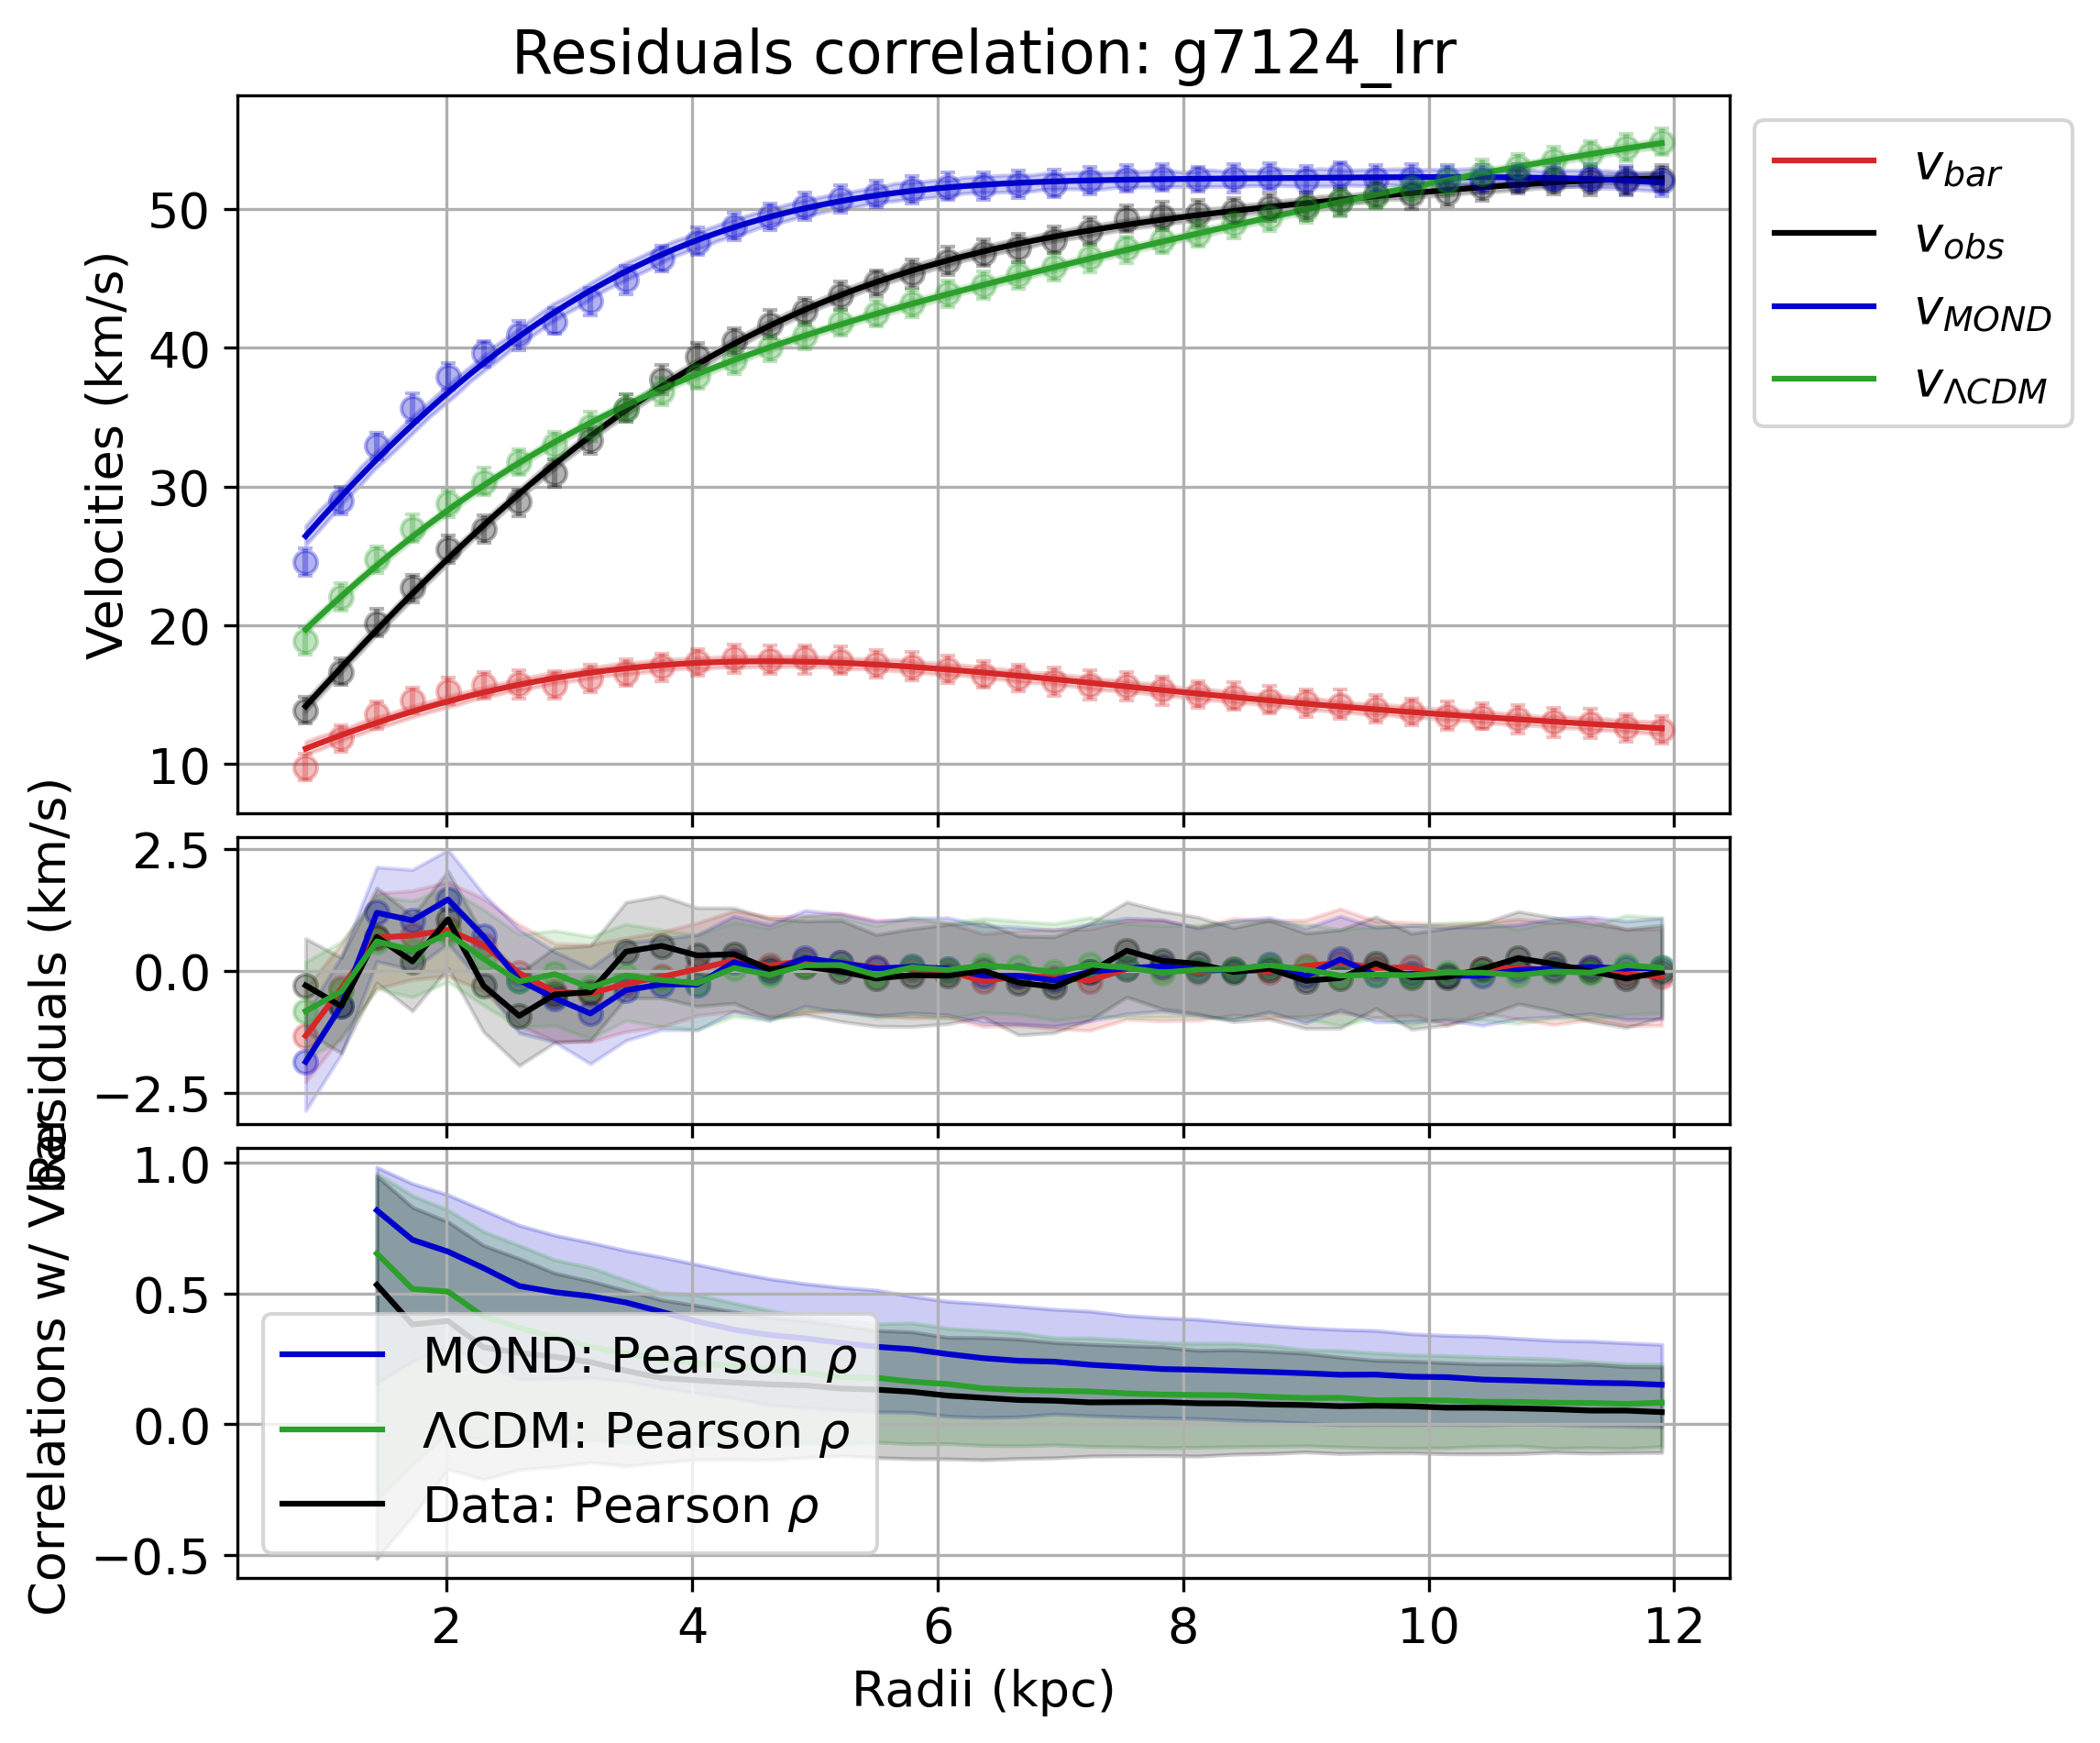 Residuals correlation: g7124_Irr
Velocities (km/s)
50
40
30
20
10
v_bar
v_obs
v_MOND
v_ΛCDM
Residuals (km/s)
2.5
0.0
−2.5
Correlations w/ Vbar
1.0
0.5
0.0
−0.5
MOND: Pearson ρ
ΛCDM: Pearson ρ
Data: Pearson ρ
2 4 6 8 10 12
Radii (kpc)